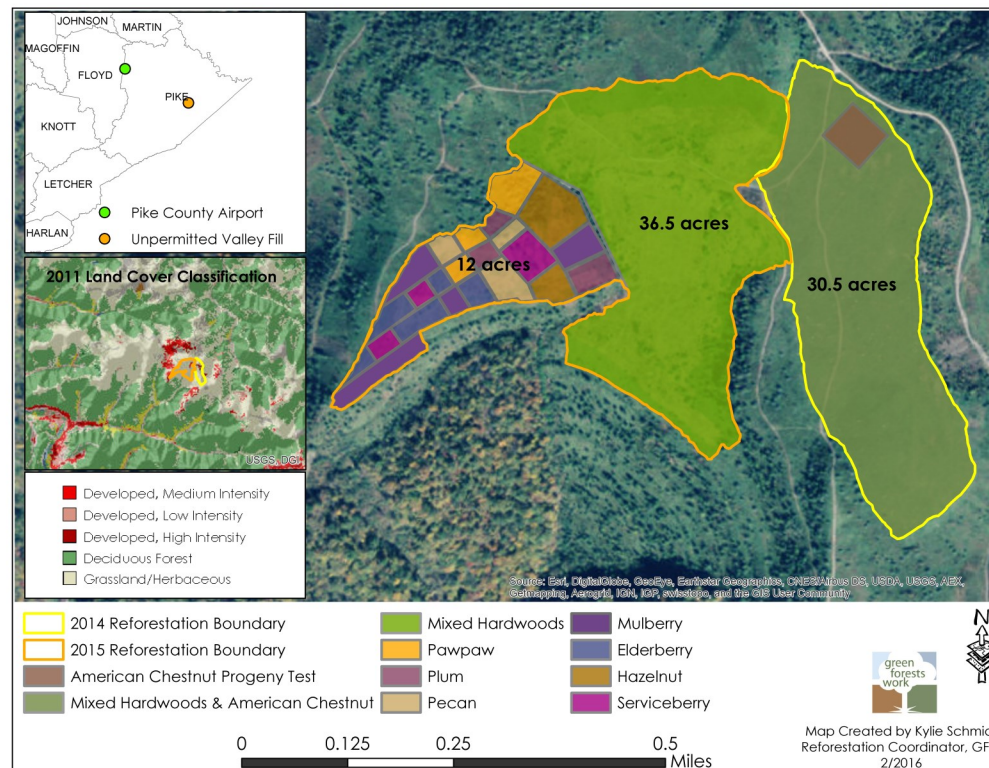 JOHNSON
MARTIN
MAGOFFIN
FLOYD
PIKE
KNOTT
LETCHER
HARLAN
Pike County Airport
Unpermitted Valley Fill
2011 Land Cover Classification
USGS, DGI
Developed, Medium Intensity
Developed, Low Intensity
Developed, High Intensity
Deciduous Forest
Grassland/Herbaceous
12 acres
36.5 acres
30.5 acres
Source: Esri, DigitalGlobe, GeoEye, Earthstar Geographics, CNES/Airbus DS, USDA, USGS, AEX,
Getmapping, Aerogrid, IGN, IGP, swisstopo, and the GIS User Community
2014 Reforestation Boundary
2015 Reforestation Boundary
American Chestnut Progeny Test
Mixed Hardwoods & American Chestnut
Mixed Hardwoods
Pawpaw
Plum
Pecan
Mulberry
Elderberry
Hazelnut
Serviceberry
N
green
forests
work
Map Created by Kylie Schmid
Reforestation Coordinator, GF
2/2016
0 0.125 0.25 0.5
Miles